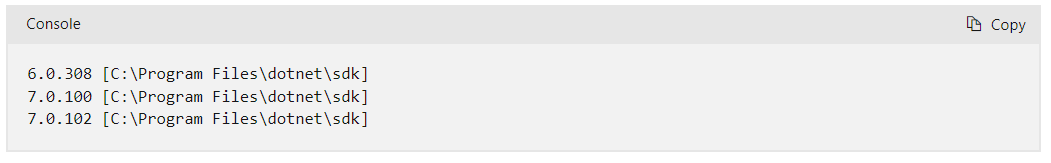 Console
Copy
6.0.308 [C:\Program Files\dotnet\sdk]
7.0.100 [C:\Program Files\dotnet\sdk]
7.0.102 [C:\Program Files\dotnet\sdk]